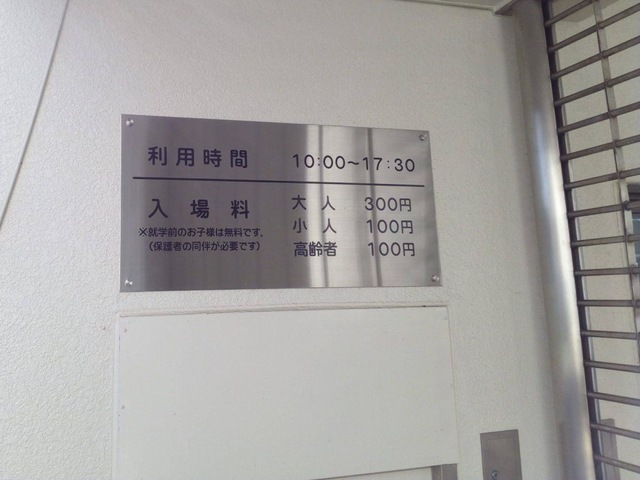 利用時間 10:00～17:30
入場料 大人 300円
※就学前のお子様は無料です。 小人 100円
（保護者の同伴が必要です） 高齢者 100円